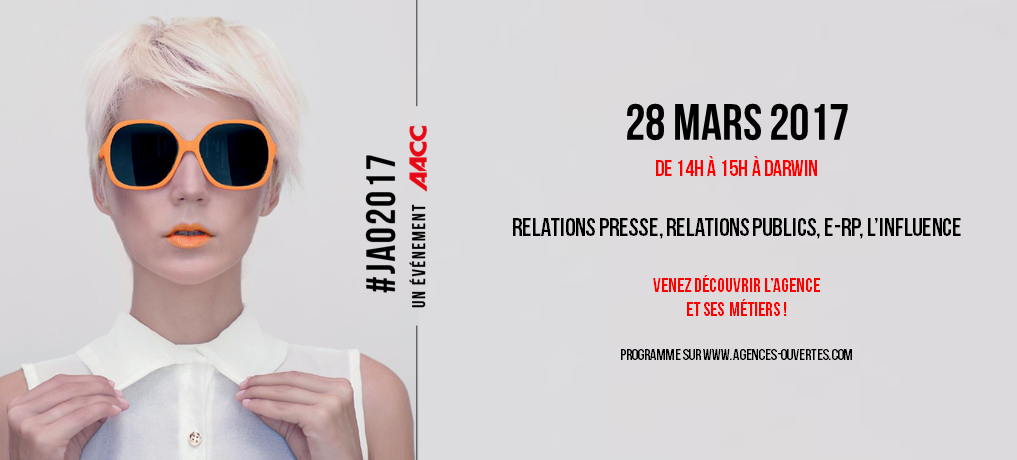 #JAO2017
UN ÉVÉNEMENT AACC
28 MARS 2017
DE 14H À 15H À DARWIN
RELATIONS PRESSE, RELATIONS PUBLICS, E-RP, L'INFLUENCE
VENEZ DÉCOUVRIR L'AGENCE
ET SES MÉTIERS !
PROGRAMME SUR WWW.AGENCES-OUVERTES.COM